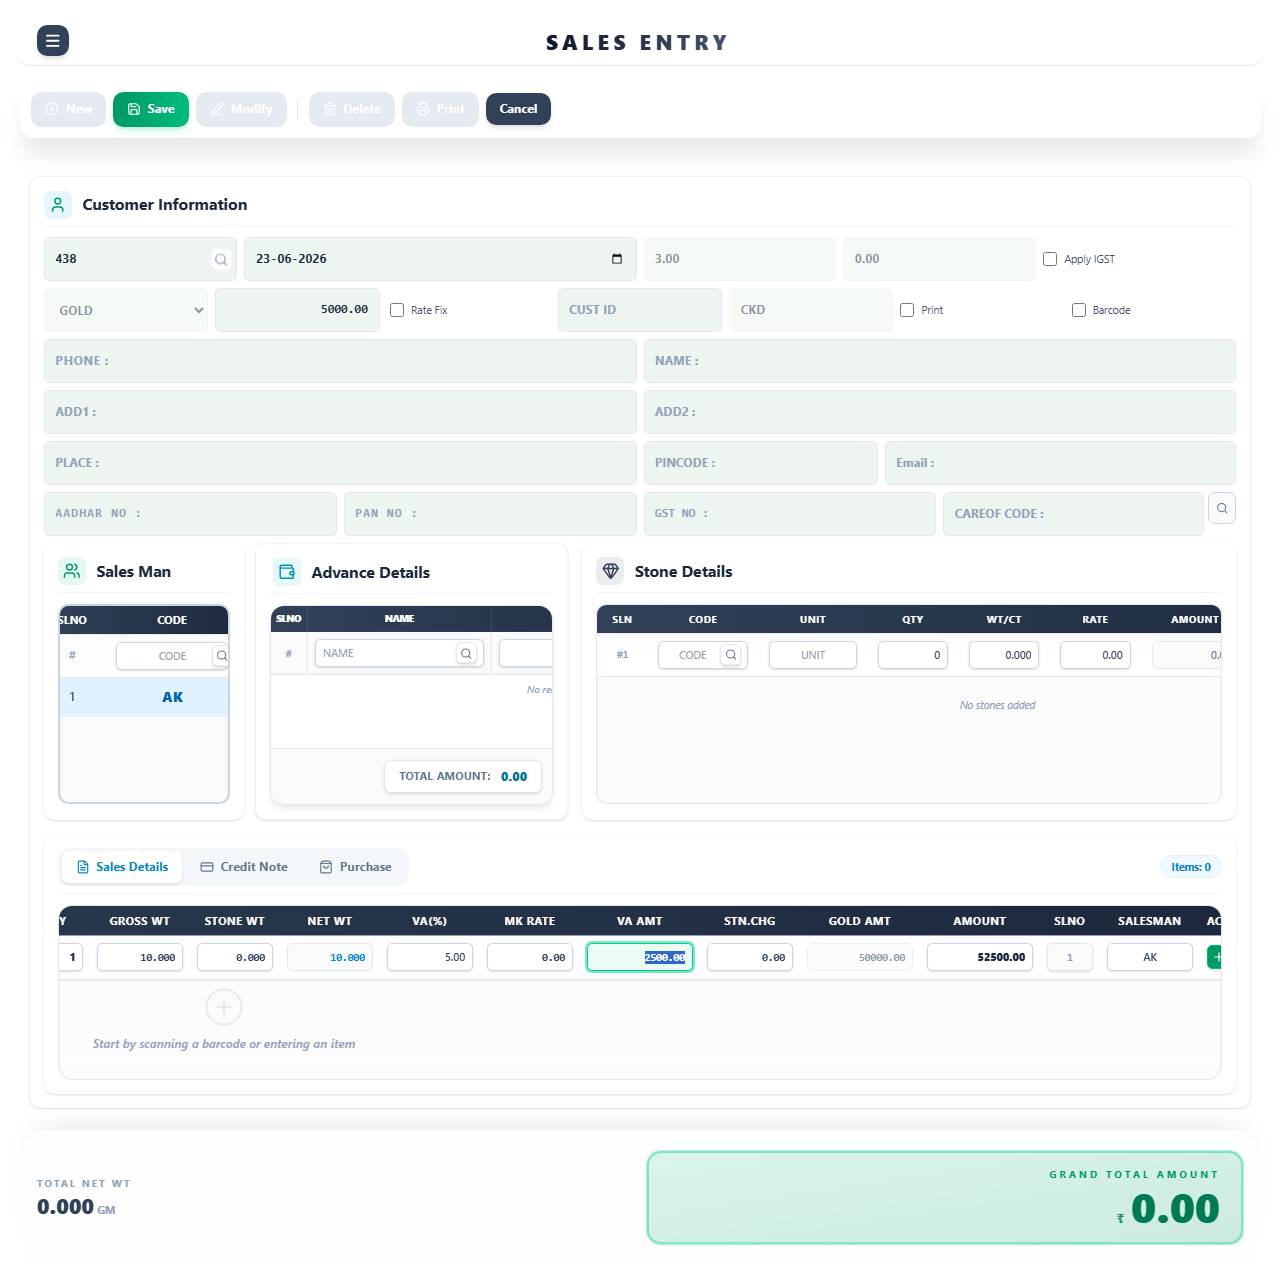 SALES ENTRY
New Save Modify Delete Print Cancel
Customer Information
438 23-06-2026 3.00 0.00 Apply IGST
GOLD 5000.00 Rate Fix CUST ID CKD Print Barcode
PHONE : NAME :
ADD1 : ADD2 :
PLACE : PINCODE : Email :
AADHAR NO : PAN NO : GST NO : CAREOF CODE :
Sales Man
SLNO CODE
# CODE
1 AK
Advance Details
SLNO NAME
# NAME
No re
TOTAL AMOUNT: 0.00
Stone Details
SLN CODE UNIT QTY WT/CT RATE AMOUNT
#1 CODE UNIT 0 0.000 0.00 0.
No stones added
Sales Details Credit Note Purchase Items: 0
Y GROSS WT STONE WT NET WT VA(%) MK RATE VA AMT STN.CHG GOLD AMT AMOUNT SLNO SALESMAN AC
1 10.000 0.000 10.000 5.00 0.00 2500.00 0.00 50000.00 52500.00 1 AK
Start by scanning a barcode or entering an item
TOTAL NET WT
0.000 GM
GRAND TOTAL AMOUNT
₹ 0.00